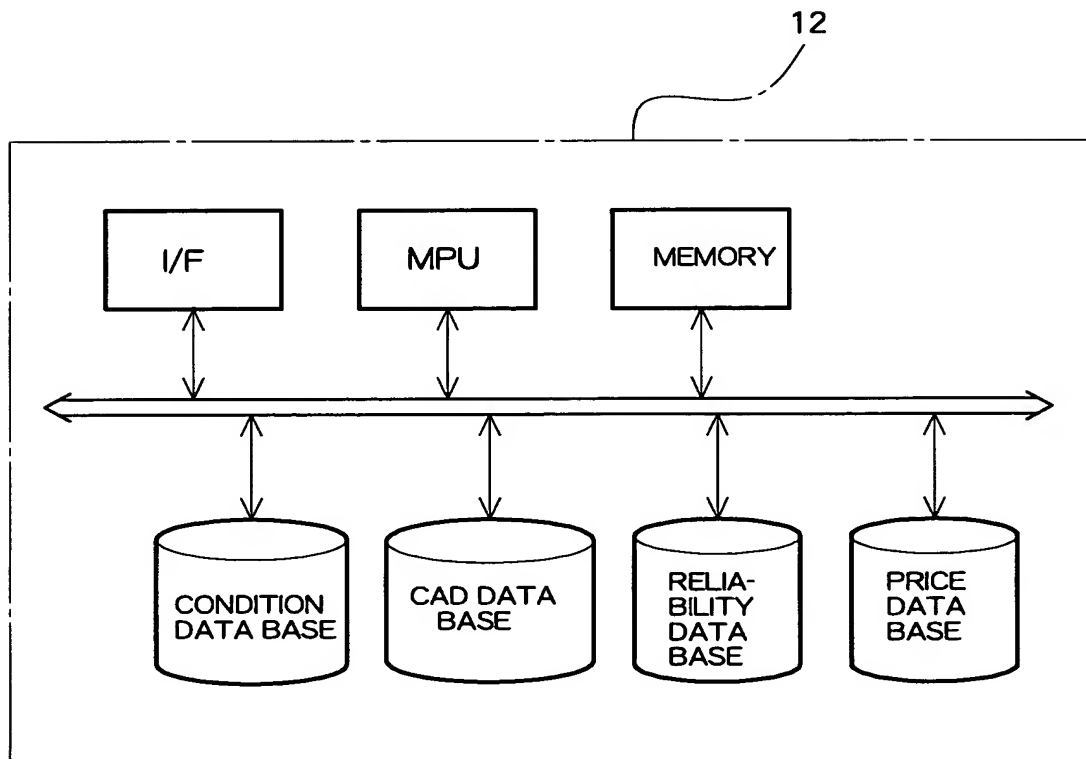 12
I/F
MPU
MEMORY
CONDITION
DATA BASE
CAD DATA
BASE
RELIA-
BILITY
DATA
BASE
PRICE
DATA
BASE